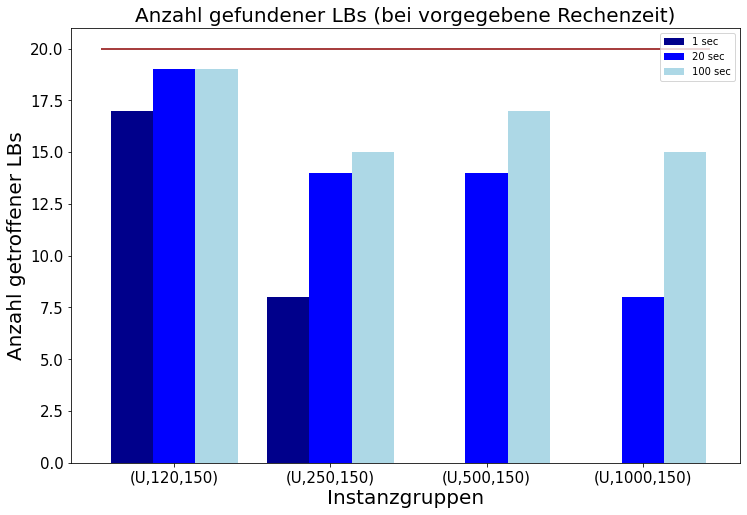 Anzahl gefundener LBs (bei vorgegebene Rechenzeit)
1 sec
20 sec
100 sec
Anzahl getroffener LBs
20.0
17.5
15.0
12.5
10.0
7.5
5.0
2.5
0.0
(U,120,150)
(U,250,150)
(U,500,150)
(U,1000,150)
Instanzgruppen